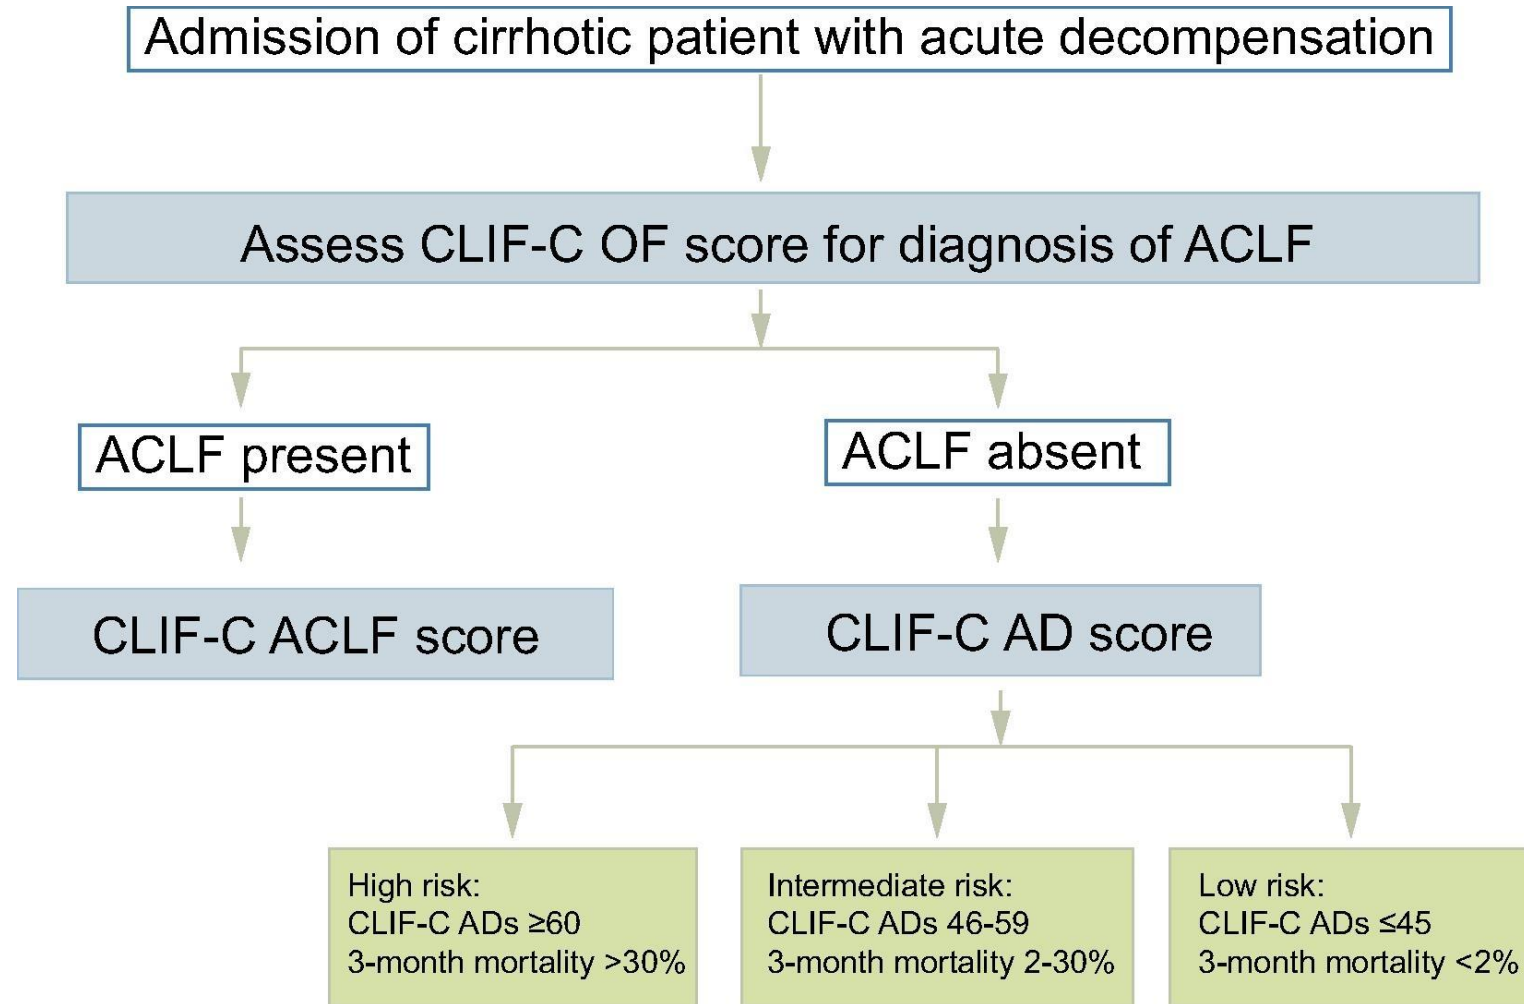 Admission of cirrhotic patient with acute decompensation
Assess CLIF-C OF score for diagnosis of ACLF
ACLF present
ACLF absent
CLIF-C ACLF score
CLIF-C AD score
High risk:
CLIF-C ADs ≥60
3-month mortality >30%
Intermediate risk:
CLIF-C ADs 46-59
3-month mortality 2-30%
Low risk:
CLIF-C ADs ≤45
3-month mortality <2%